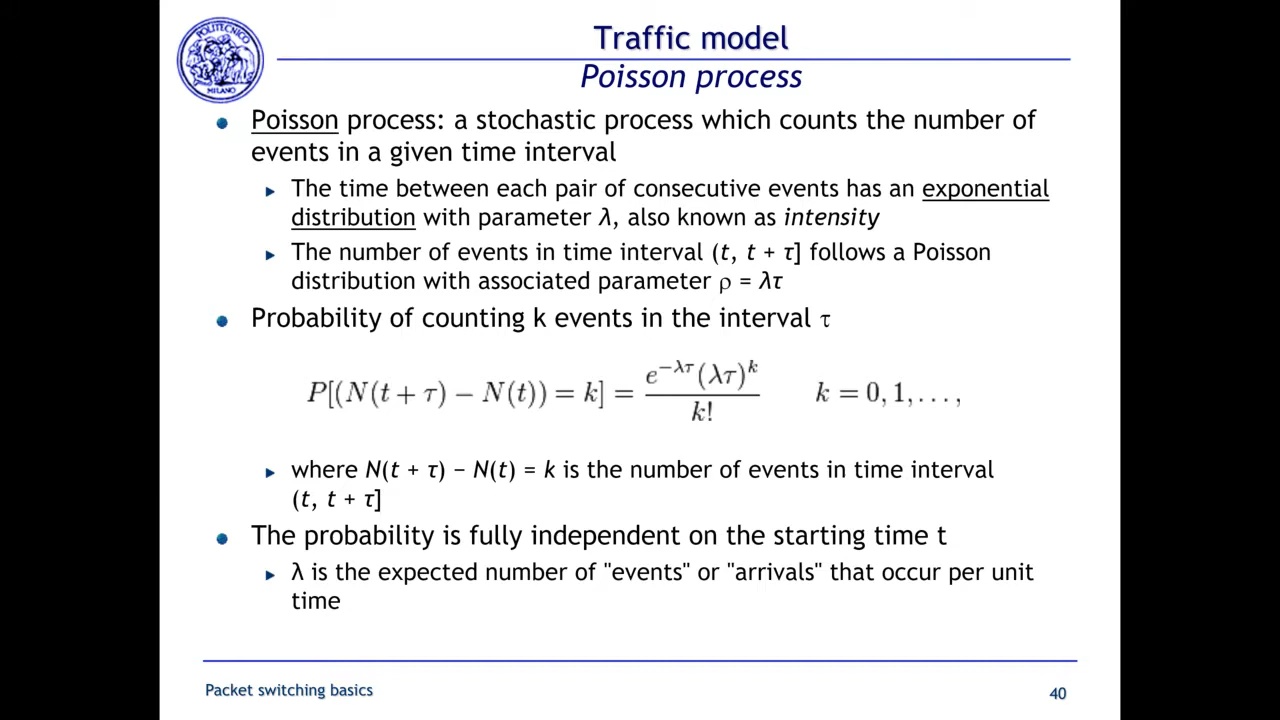 POLITECNICO
MILANO
Traffic model
Poisson process
Poisson process: a stochastic process which counts the number of
events in a given time interval
The time between each pair of consecutive events has an exponential
distribution with parameter λ, also known as intensity
The number of events in time interval (t, t + τ] follows a Poisson
distribution with associated parameter ρ = λτ
Probability of counting k events in the interval τ
P[(N(t + τ) − N(t)) = k] = e^{−λτ}(λτ)^k / k!    k = 0, 1, . . . ,
where N(t + τ) − N(t) = k is the number of events in time interval
(t, t + τ]
The probability is fully independent on the starting time t
λ is the expected number of "events" or "arrivals" that occur per unit
time
Packet switching basics
40